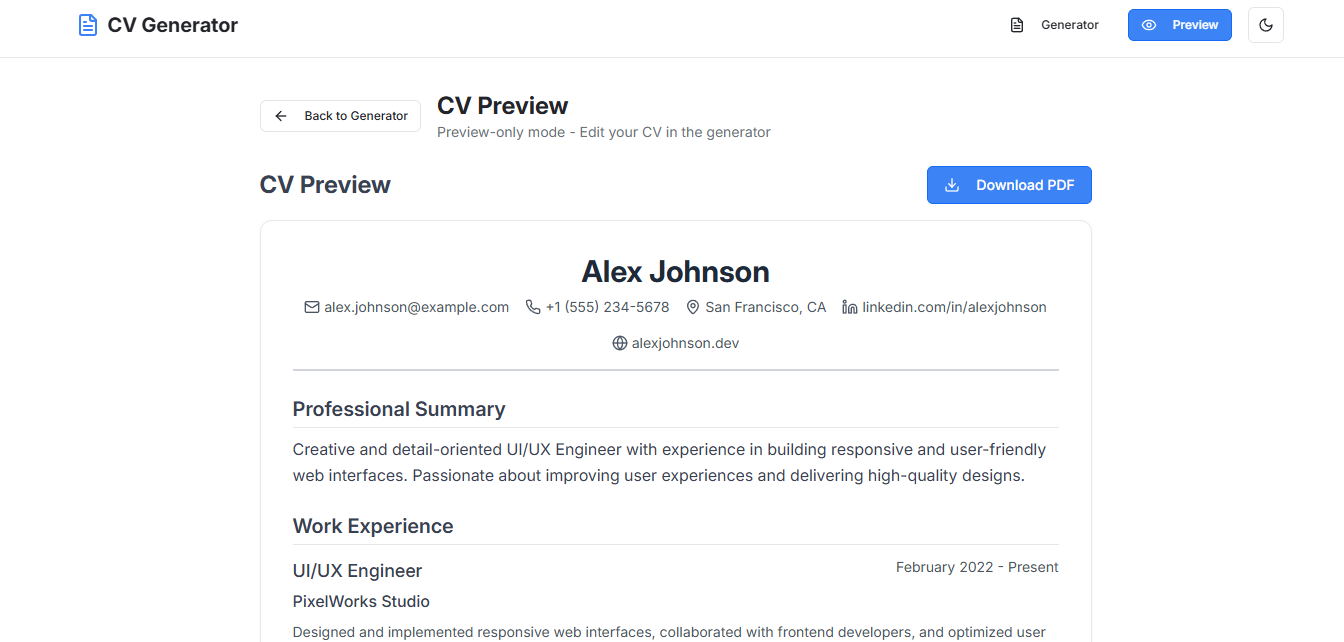 CV Generator
Generator
Preview
Back to Generator
CV Preview
Preview-only mode - Edit your CV in the generator
CV Preview
Download PDF
Alex Johnson
alex.johnson@example.com +1 (555) 234-5678 San Francisco, CA linkedin.com/in/alexjohnson
alexjohnson.dev
Professional Summary
Creative and detail-oriented UI/UX Engineer with experience in building responsive and user-friendly
web interfaces. Passionate about improving user experiences and delivering high-quality designs.
Work Experience
UI/UX Engineer
February 2022 - Present
PixelWorks Studio
Designed and implemented responsive web interfaces, collaborated with frontend developers, and optimized user